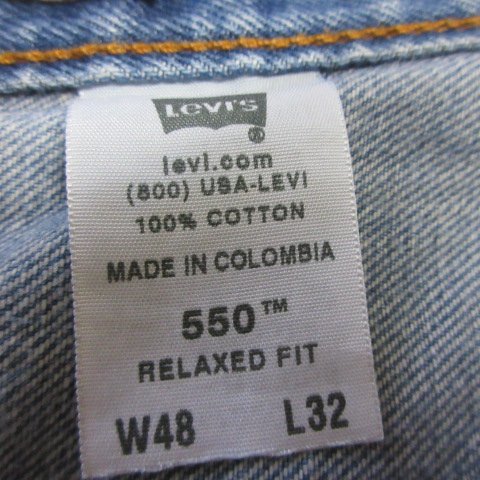 Levi's ®
levi.com
(800) USA-LEVI
100% COTTON
MADE IN COLOMBIA
550™
RELAXED FIT
W48 L32